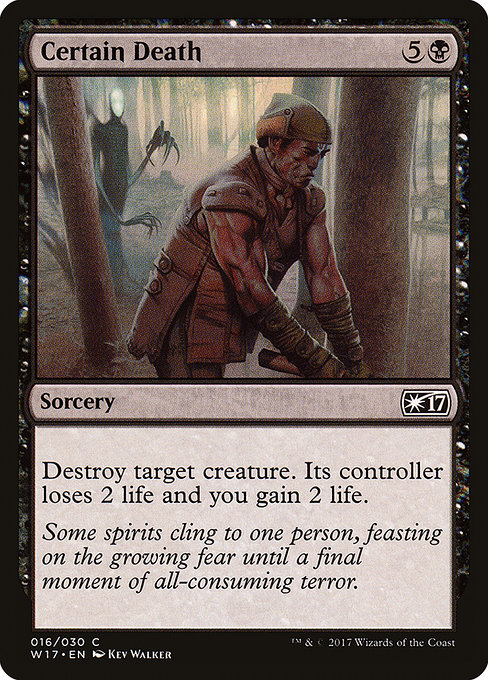 Certain Death 5
Sorcery
17
Destroy target creature. Its controller
loses 2 life and you gain 2 life.
Some spirits cling to one person, feasting
on the growing fear until a final
moment of all-consuming terror.
016/030 C
™ & © 2017 Wizards of the Coast
W17 • EN Kev Walker